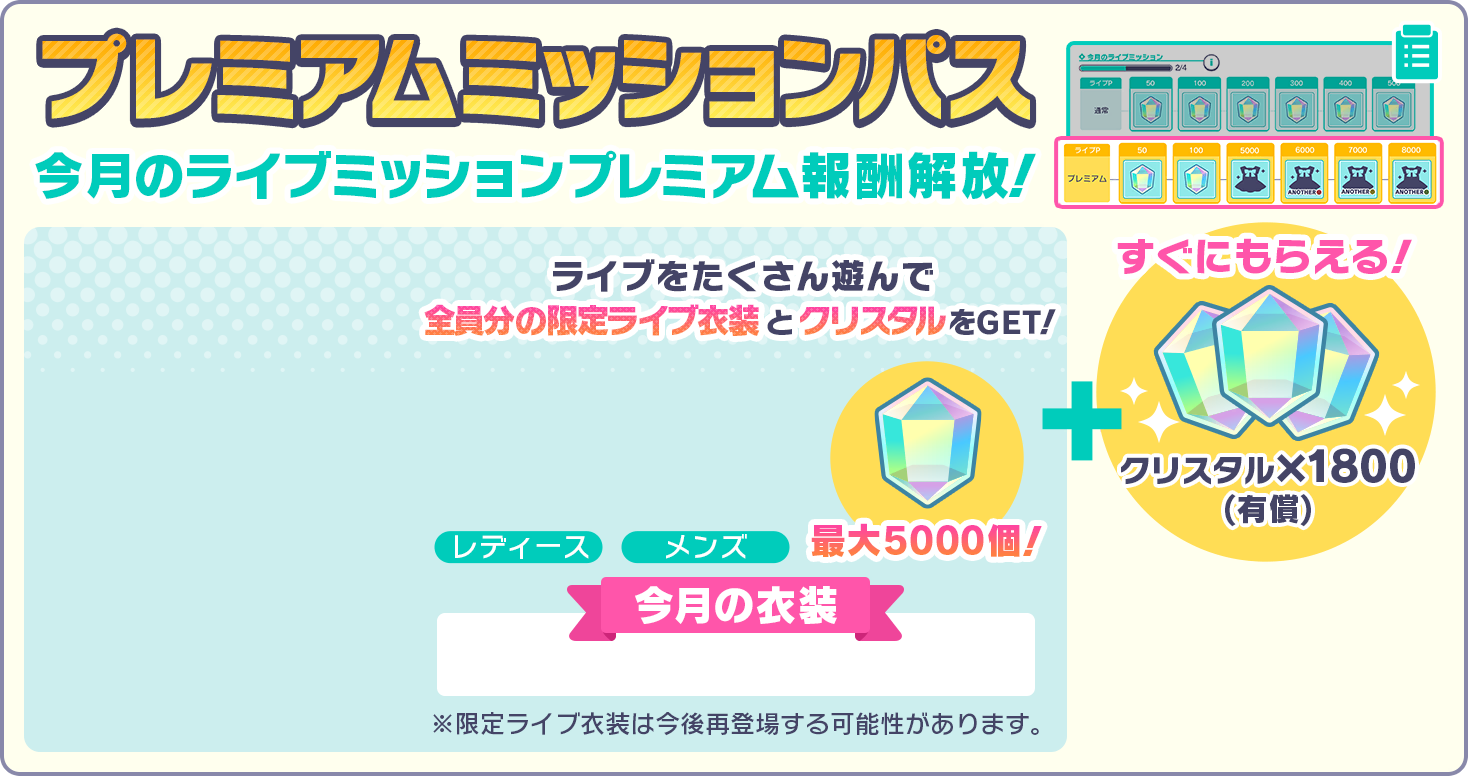 プレミアムミッションパス
今月のライブミッションプレミアム報酬解放!
今月のライブミッション
2/4
i
ライブP 50 100 200 300 400 500
通常
ライブP 50 100 5000 6000 7000 8000
プレミアム
ANOTHER ANOTHER ANOTHER
ライブをたくさん遊んで
全員分の限定ライブ衣装とクリスタルをGET!
最大5000個!
レディース メンズ
今月の衣装
※限定ライブ衣装は今後再登場する可能性があります。
すぐにもらえる!
クリスタル×1800
(有償)